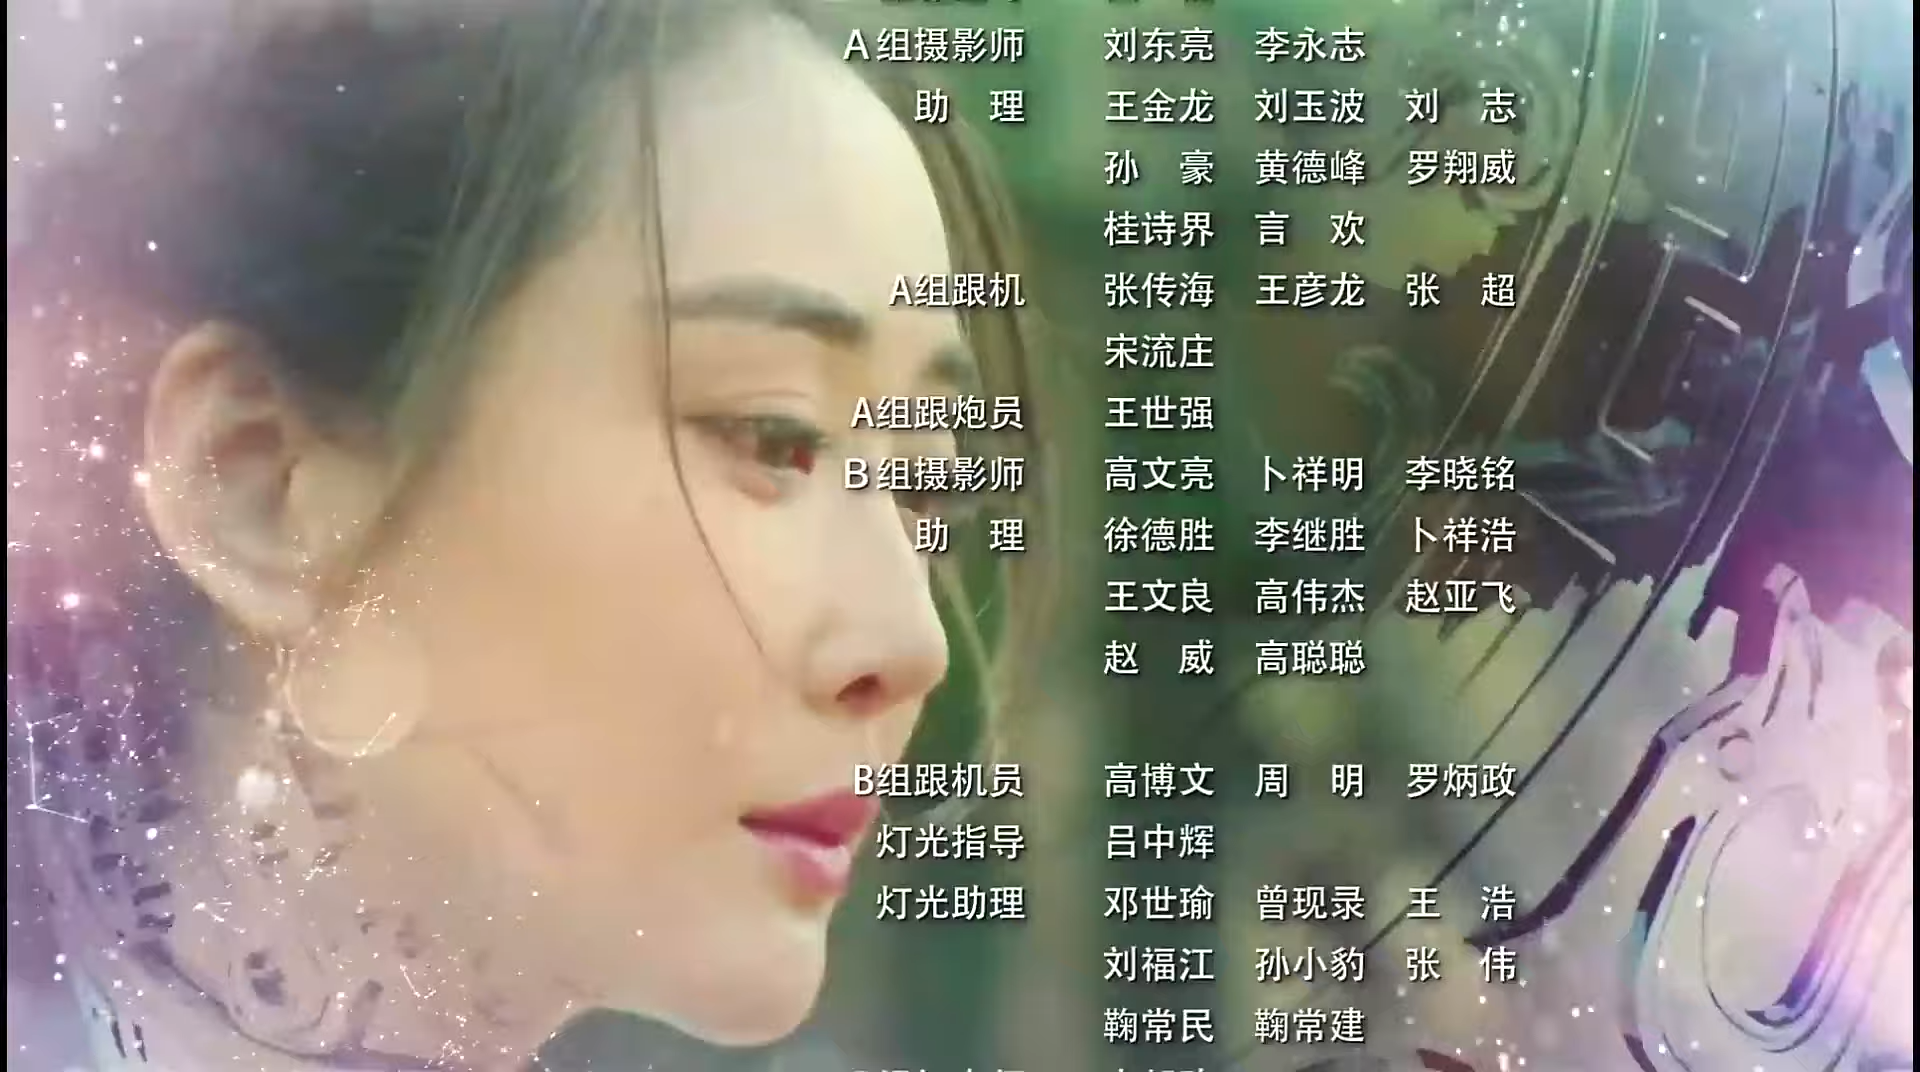 A组摄影师 刘东亮 李永志
助 理 王金龙 刘玉波 刘 志
孙 豪 黄德峰 罗翔威
桂诗界 言 欢
A组跟机 张传海 王彦龙 张 超
宋流庄
A组跟炮员 王世强
B组摄影师 高文亮 卜祥明 李晓铭
助 理 徐德胜 李继胜 卜祥浩
王文良 高伟杰 赵亚飞
赵 威 高聪聪
B组跟机员 高博文 周 明 罗炳政
灯光指导 吕中辉
灯光助理 邓世瑜 曾现录 王 浩
刘福江 孙小豹 张 伟
鞠常民 鞠常建